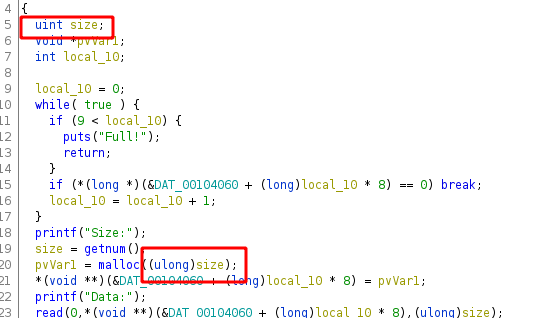 4 {
5 uint size;
6 void *pvVar1;
7 int local_10;
8
9 local_10 = 0;
10 while( true ) {
11 if (9 < local_10) {
12 puts("Full!");
13 return;
14 }
15 if (*(long *)(&DAT_00104060 + (long)local_10 * 8) == 0) break;
16 local_10 = local_10 + 1;
17 }
18 printf("Size:");
19 size = getnum();
20 pvVar1 = malloc((ulong)size);
21 *(void **)(&DAT_00104060 + (long)local_10 * 8) = pvVar1;
22 printf("Data:");
23 read(0,*(void **)(&DAT_00104060 + (long)local_10 * 8),(ulong)size);